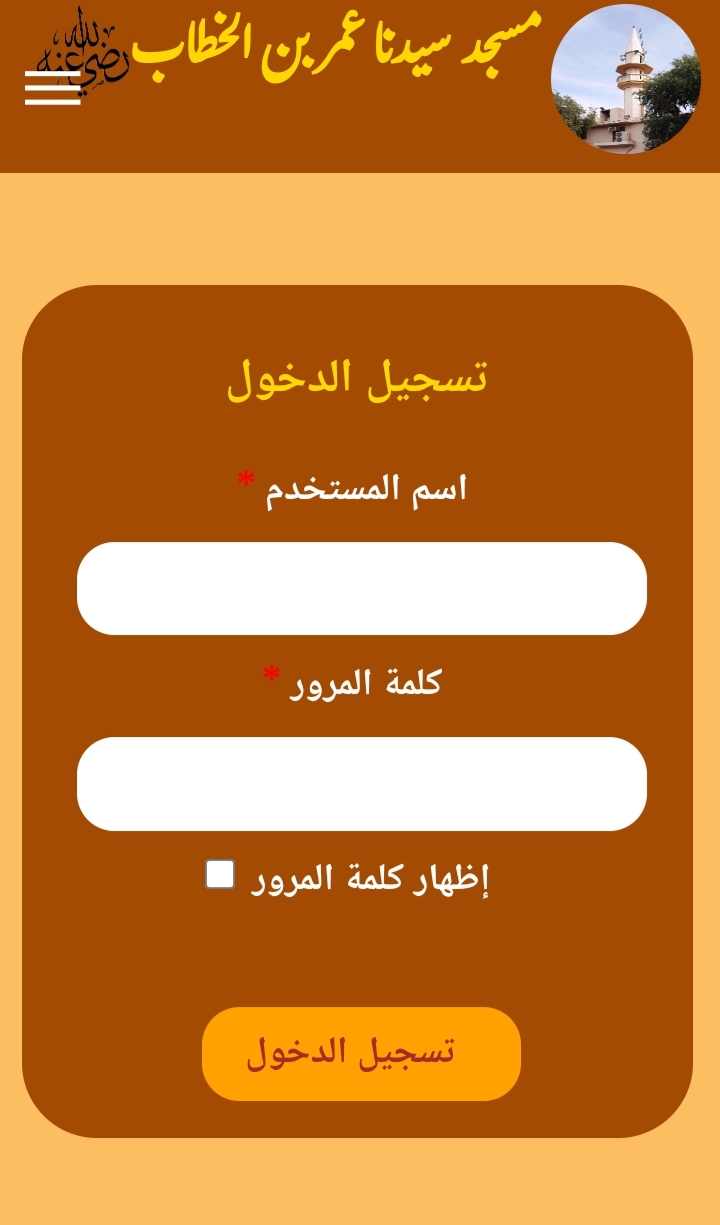 مسجد سيدنا عمر بن الخطاب رضي الله عنه
تسجيل الدخول
اسم المستخدم *
كلمة المرور *
إظهار كلمة المرور
تسجيل الدخول